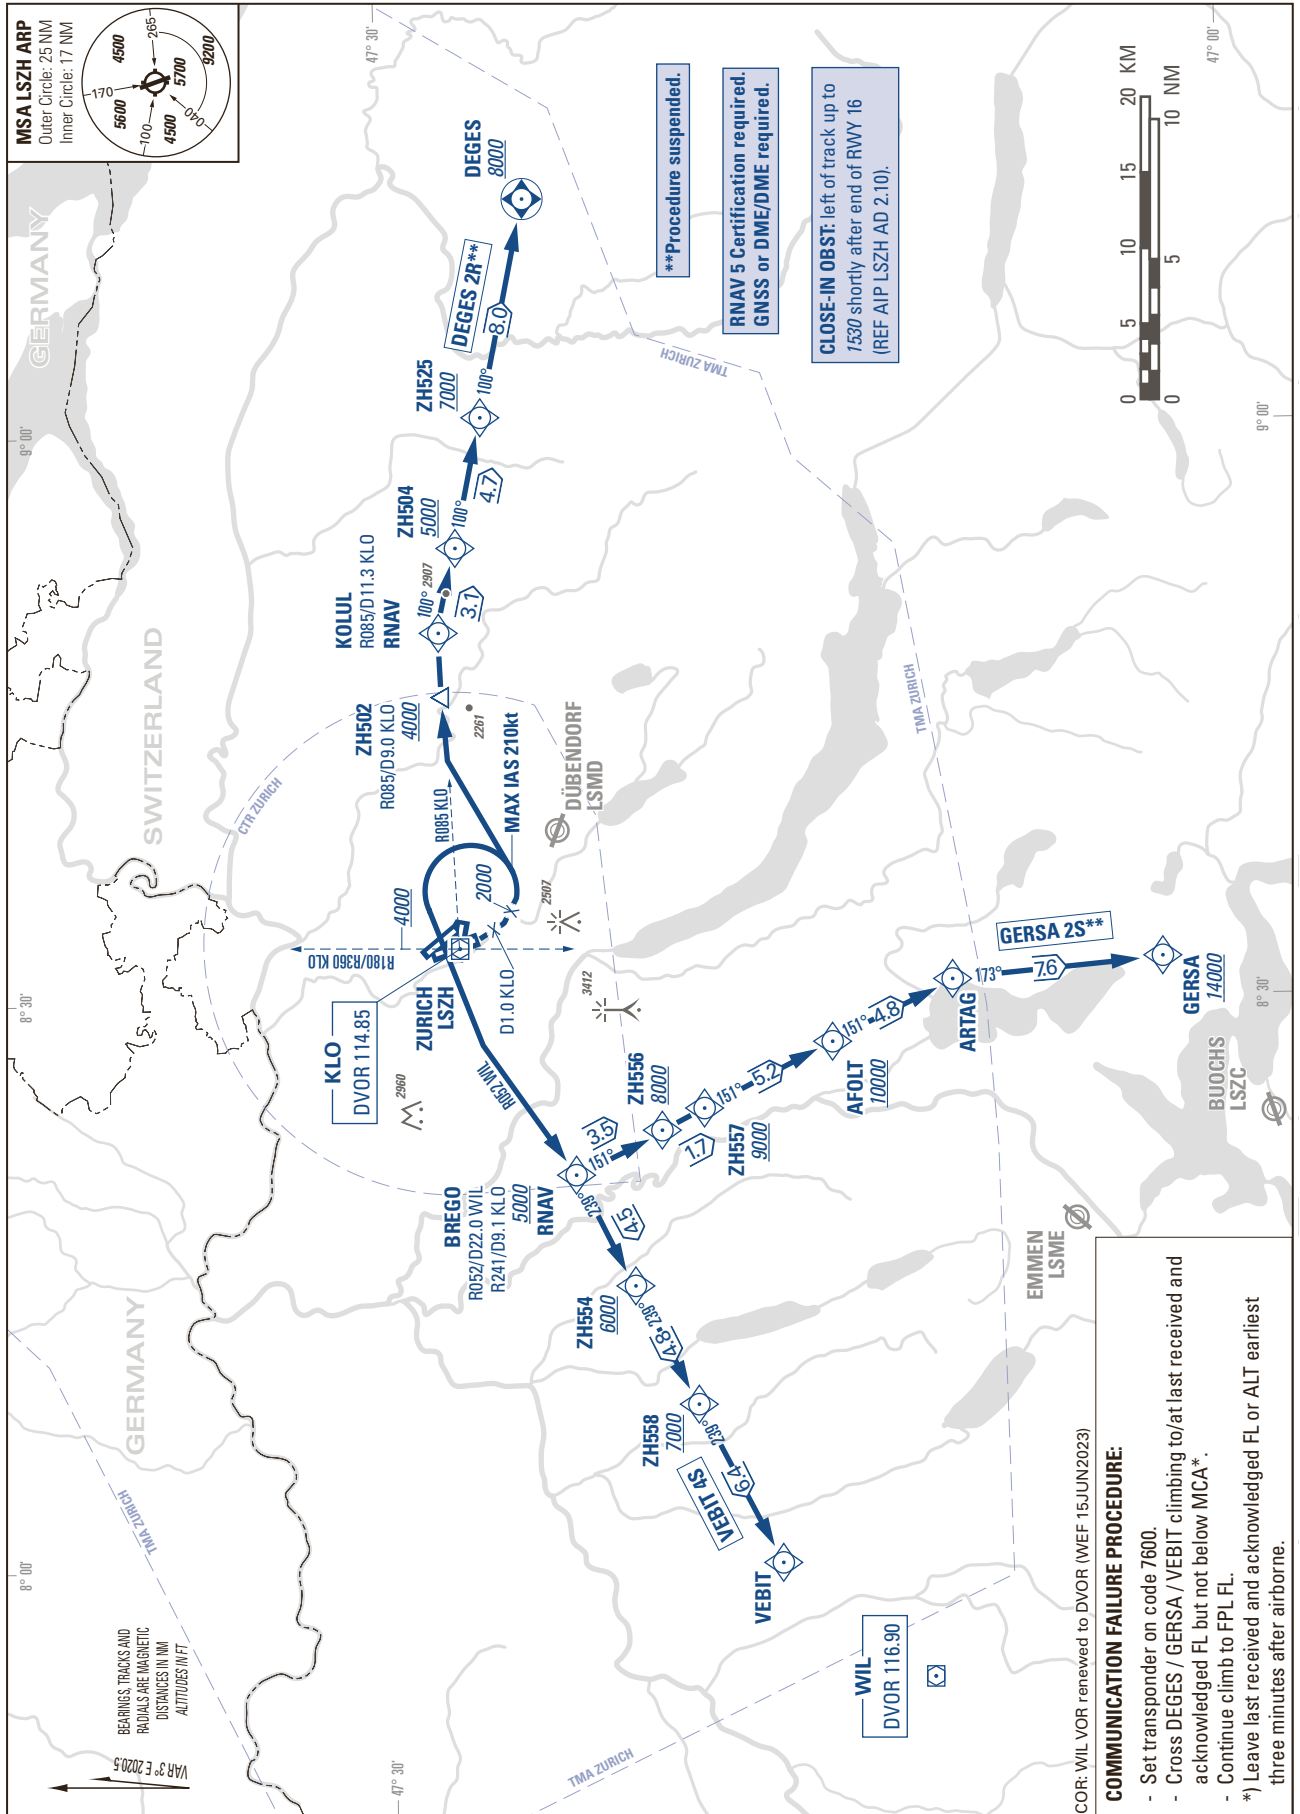 MSA LSZH ARP
Outer Circle: 25 NM
Inner Circle: 17 NM
170
265
100
040
4500
5600
5700
4500
9200
BEARINGS, TRACKS AND
RADIALS ARE MAGNETIC
DISTANCES IN NM
ALTITUDES IN FT
VAR 3° E 2020.5
GERMANY
GERMANY
SWITZERLAND
47° 30'
47° 30'
47° 00'
8° 00'
8° 30'
8° 30'
9° 00'
9° 00'
TMA ZURICH
TMA ZURICH
TMA ZURICH
TMA ZURICH
CTR ZURICH
KLO
DVOR 114.85
ZURICH
LSZH
R180/R360 KLO
4000
R085 KLO
D1.0 KLO
2000
MAX IAS 210kt
2960
3412
2507
2261
2907
DÜBENDORF
LSMD
ZH502
R085/D9.0 KLO
4000
KOLUL
R085/D11.3 KLO
RNAV
100°
3.1
ZH504
5000
100°
4.7
ZH525
7000
100°
8.0
DEGES 2R**
DEGES
8000
R052 WIL
BREGO
R052/D22.0 WIL
R241/D9.1 KLO
5000
RNAV
239°
4.5
ZH554
6000
239°
4.8
ZH558
7000
239°
6.4
VEBIT 4S
VEBIT
151°
3.5
ZH556
8000
1.7
ZH557
9000
151°
5.2
AFOLT
10000
151°
4.8
ARTAG
173°
7.6
GERSA 2S**
GERSA
14000
BUOCHS
LSZC
EMMEN
LSME
WIL
DVOR 116.90
**Procedure suspended.
RNAV 5 Certification required.
GNSS or DME/DME required.
CLOSE-IN OBST: left of track up to
1530 shortly after end of RWY 16
(REF AIP LSZH AD 2.10).
0 5 10 15 20 KM
0 5 10 NM
COR: WIL VOR renewed to DVOR (WEF 15JUN2023)
COMMUNICATION FAILURE PROCEDURE:
- Set transponder on code 7600.
- Cross DEGES / GERSA / VEBIT climbing to/at last received and
acknowledged FL but not below MCA*.
- Continue climb to FPL FL.
*) Leave last received and acknowledged FL or ALT earliest
three minutes after airborne.